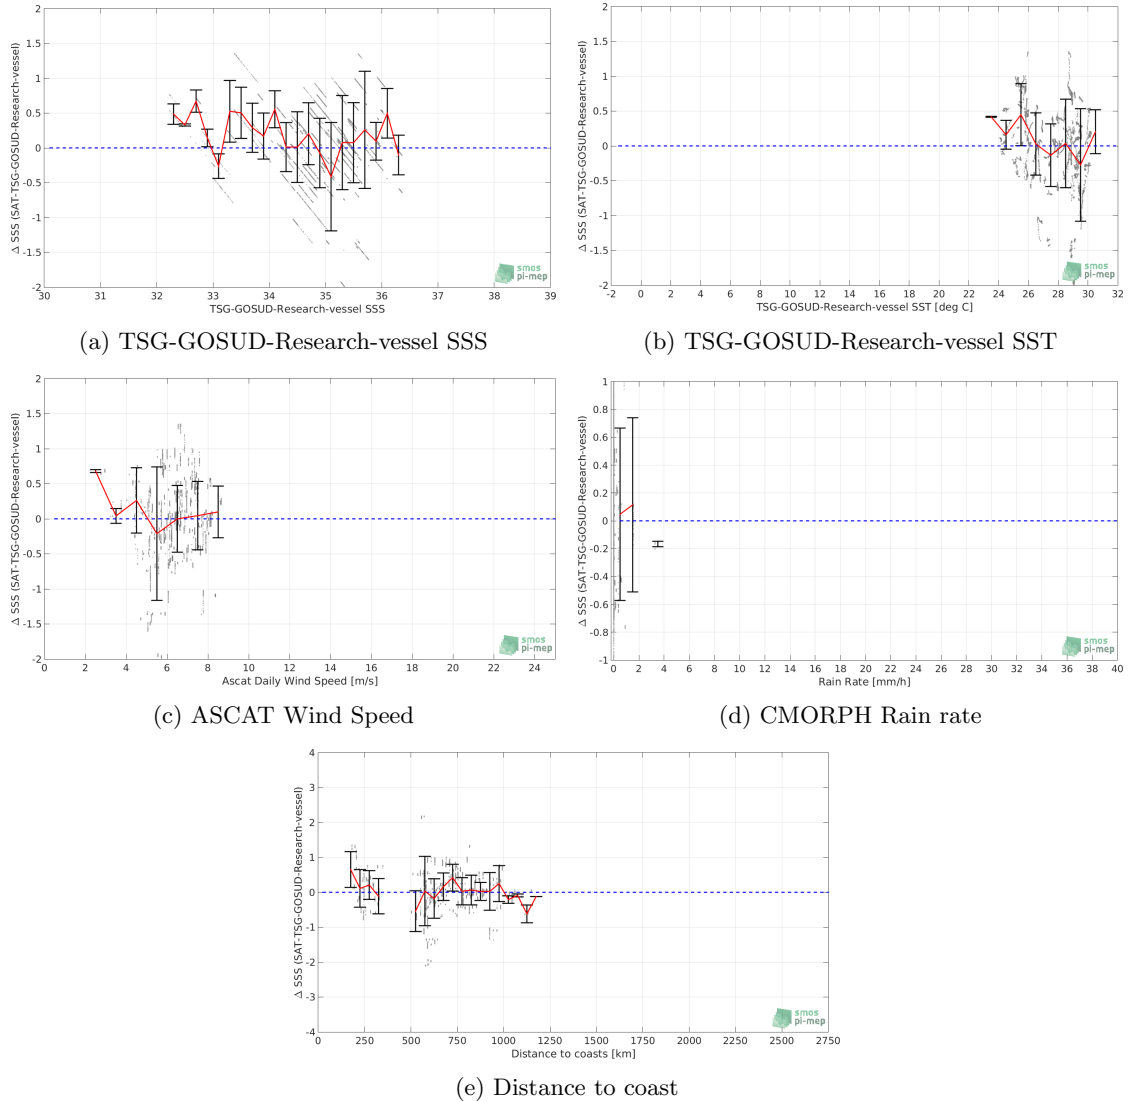 Δ SSS (SAT-TSG-GOSUD-Research-vessel)
2
1.5
1
0.5
0
-0.5
-1
-1.5
-2
30 31 32 33 34 35 36 37 38 39
TSG-GOSUD-Research-vessel SSS
smos
pi-mep
(a) TSG-GOSUD-Research-vessel SSS
Δ SSS (SAT-TSG-GOSUD-Research-vessel)
2
1.5
1
0.5
0
-0.5
-1
-1.5
-2
-2 0 2 4 6 8 10 12 14 16 18 20 22 24 26 28 30 32
TSG-GOSUD-Research-vessel SST [deg C]
smos
pi-mep
(b) TSG-GOSUD-Research-vessel SST
Δ SSS (SAT-TSG-GOSUD-Research-vessel)
2
1.5
1
0.5
0
-0.5
-1
-1.5
-2
0 2 4 6 8 10 12 14 16 18 20 22 24
Ascat Daily Wind Speed [m/s]
smos
pi-mep
(c) ASCAT Wind Speed
Δ SSS (SAT-TSG-GOSUD-Research-vessel)
1
0.8
0.6
0.4
0.2
0
-0.2
-0.4
-0.6
-0.8
-1
0 2 4 6 8 10 12 14 16 18 20 22 24 26 28 30 32 34 36 38 40
Rain Rate [mm/h]
smos
pi-mep
(d) CMORPH Rain rate
Δ SSS (SAT-TSG-GOSUD-Research-vessel)
4
3
2
1
0
-1
-2
-3
-4
0 250 500 750 1000 1250 1500 1750 2000 2250 2500 2750
Distance to coasts [km]
smos
pi-mep
(e) Distance to coast